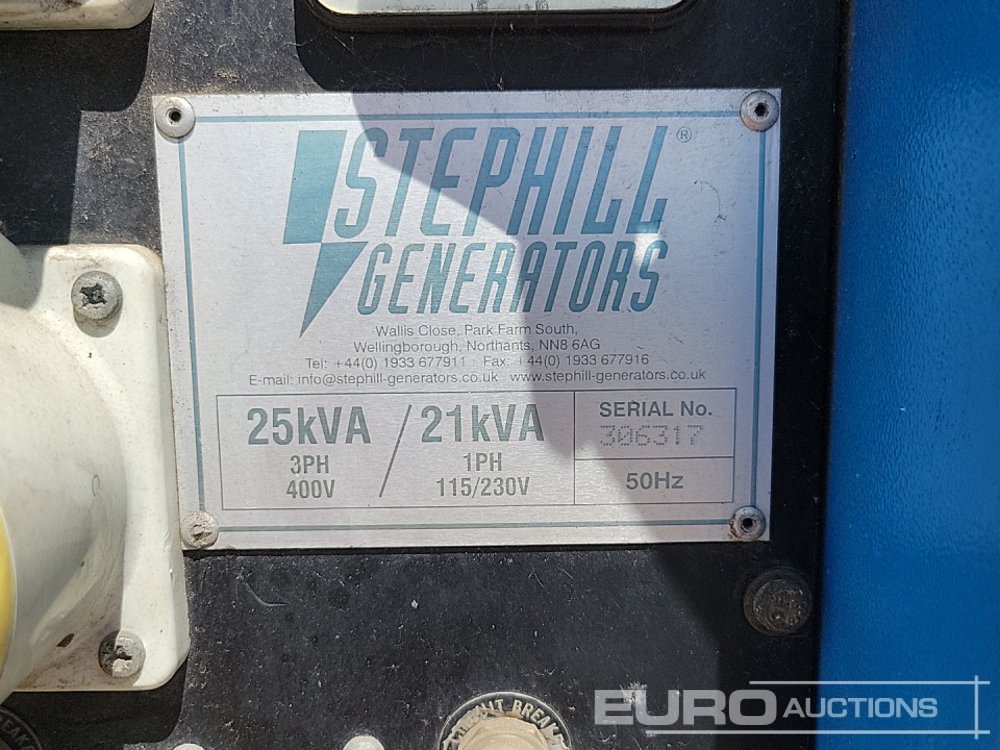 STEPHILL®
GENERATORS
Wallis Close, Park Farm South,
Wellingborough, Northants, NN8 6AG
Tel: +44(0) 1933 677911 Fax: +44(0) 1933 677916
E-mail: info@stephill-generators.co.uk www.stephill-generators.co.uk
25kVA / 21kVA
3PH 1PH
400V 115/230V
SERIAL No.
306317
50Hz
EURO AUCTIONS